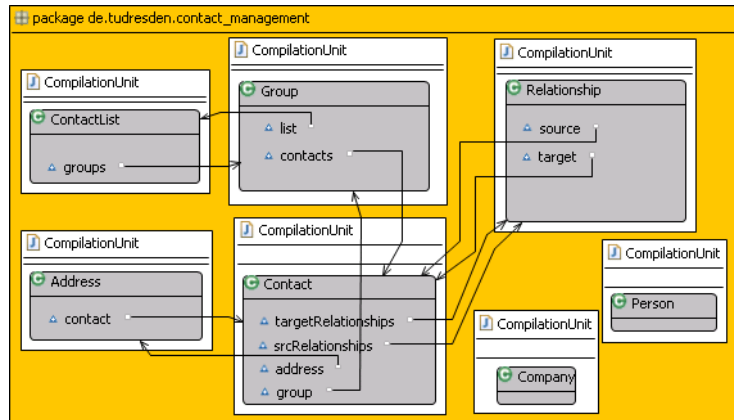 package de.tudresden.contact_management
CompilationUnit
ContactList
groups
CompilationUnit
Group
list
contacts
CompilationUnit
Relationship
source
target
CompilationUnit
Address
contact
CompilationUnit
Contact
targetRelationships
srcRelationships
address
group
CompilationUnit
Company
CompilationUnit
Person